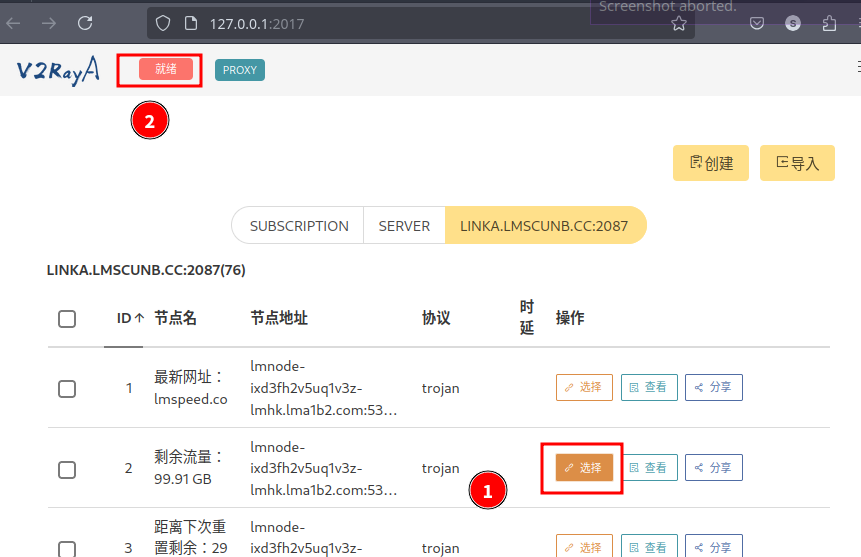 Screenshot aborted.
127.0.0.1:2017
S
V2RayA 就绪 PROXY
2
创建 导入
SUBSCRIPTION SERVER LINKA.LMSCUNB.CC:2087
LINKA.LMSCUNB.CC:2087(76)
ID↑ 节点名 节点地址 协议 时延 操作
1 最新网址：
lmspeed.co
lmnode-
ixd3fh2v5uq1v3z-
lmhk.lma1b2.com:53...
trojan 选择 查看 分享
2 剩余流量：
99.91 GB
lmnode-
ixd3fh2v5uq1v3z-
lmhk.lma1b2.com:53...
trojan 选择 查看 分享
1
3 距离下次重
置剩余：29
lmnode-
ixd3fh2v5uq1v3z-
trojan 选择 查看 分享